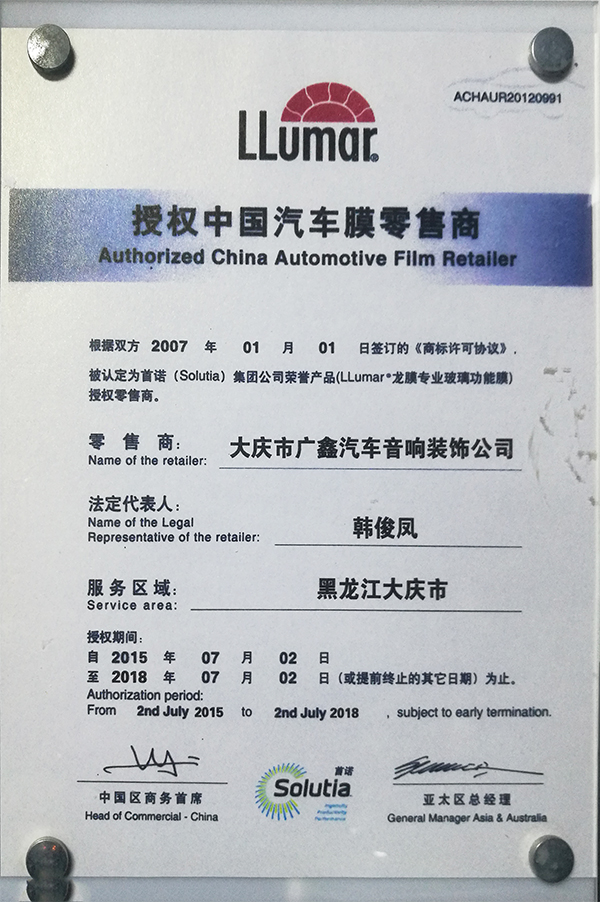 ACHAUR20120991
LLumar®
授权中国汽车膜零售商
Authorized China Automotive Film Retailer
根据双方 2007 年 01 月 01 日签订的《商标许可协议》,
被认定为首诺（Solutia）集团公司荣誉产品(LLumar®龙膜专业玻璃功能膜)
授权零售商。
零售商: 大庆市广鑫汽车音响装饰公司
Name of the retailer:
法定代表人:
Name of the Legal
Representative of the retailer: 韩俊凤
服务区域: 黑龙江大庆市
Service area:
授权期间:
自 2015 年 07 月 02 日
至 2018 年 07 月 02 日（或提前终止的其它日期）为止。
Authorization period:
From 2nd July 2015 to 2nd July 2018 , subject to early termination.
中国区商务首席
Head of Commercial - China
首诺
Solutia
Ingenuity
Productivity
Performance
亚太区总经理
General Manager Asia & Australia